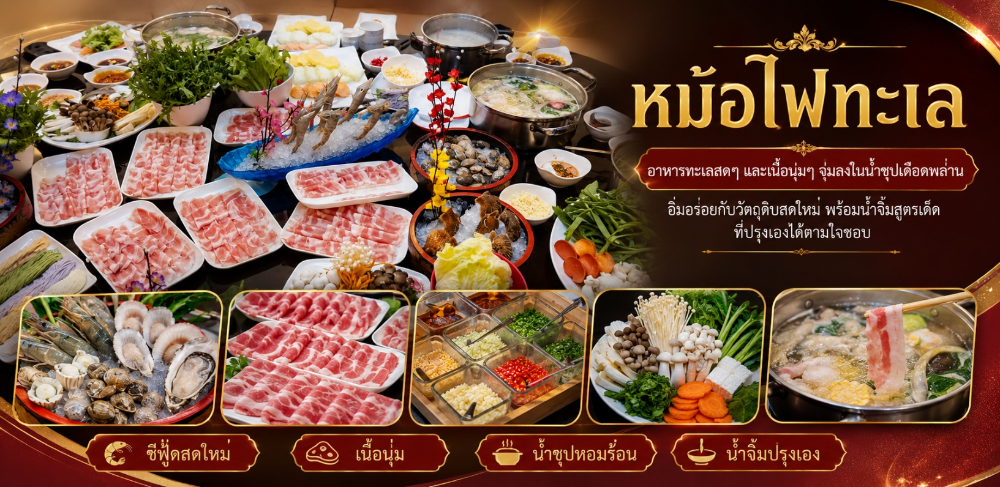 หม้อไฟทะเล
อาหารทะเลสดๆ และเนื้อนุ่มๆ จุ่มลงในน้ำซุปเดือดพล่าน
อิ่มอร่อยกับวัตถุดิบสดใหม่ พร้อมน้ำจิ้มสูตรเด็ด
ที่ปรุงเองได้ตามใจชอบ
ซีฟู้ดสดใหม่
เนื้อนุ่ม
น้ำซุปหอมร้อน
น้ำจิ้มปรุงเอง